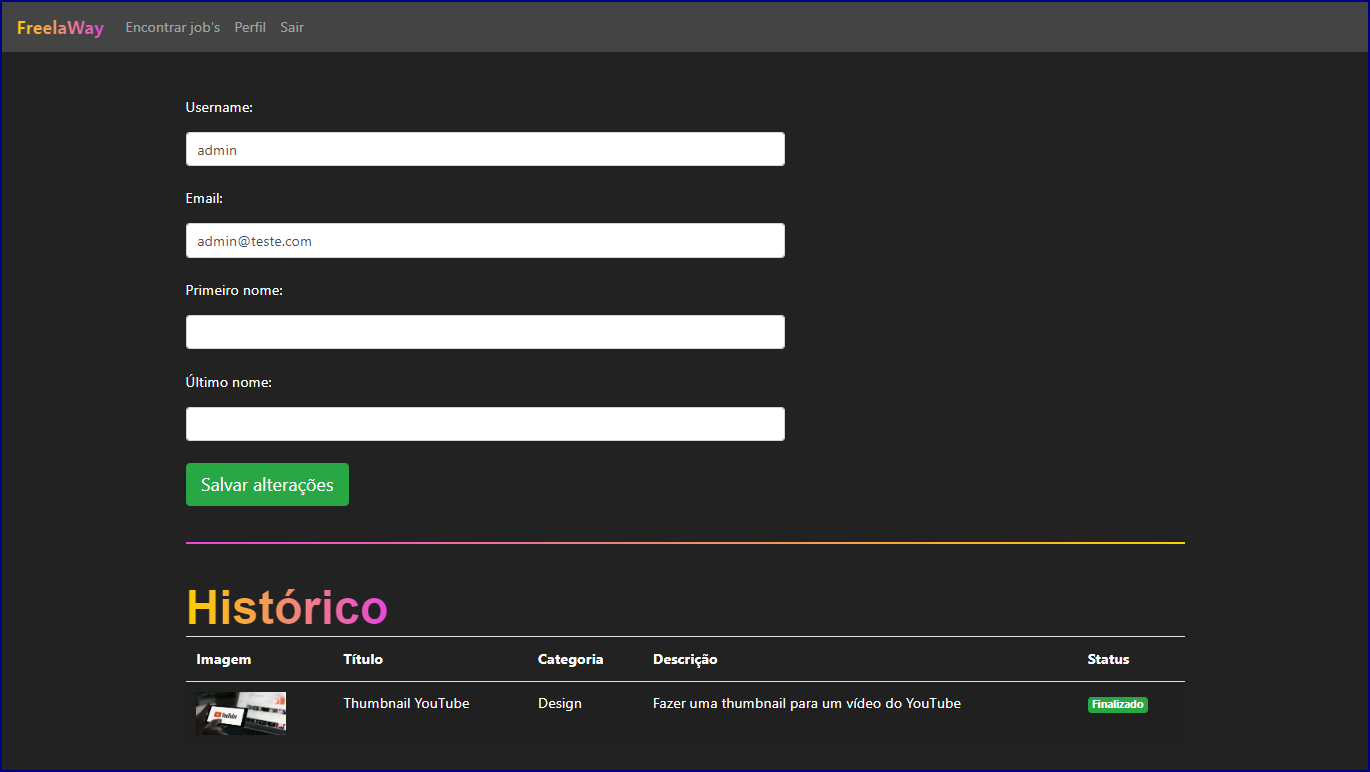 FreelaWay Encontrar job's Perfil Sair
Username:
admin
Email:
admin@teste.com
Primeiro nome:
Último nome:
Salvar alterações
Histórico
Imagem Título Categoria Descrição Status
YouTube Thumbnail YouTube Design Fazer uma thumbnail para um vídeo do YouTube Finalizado